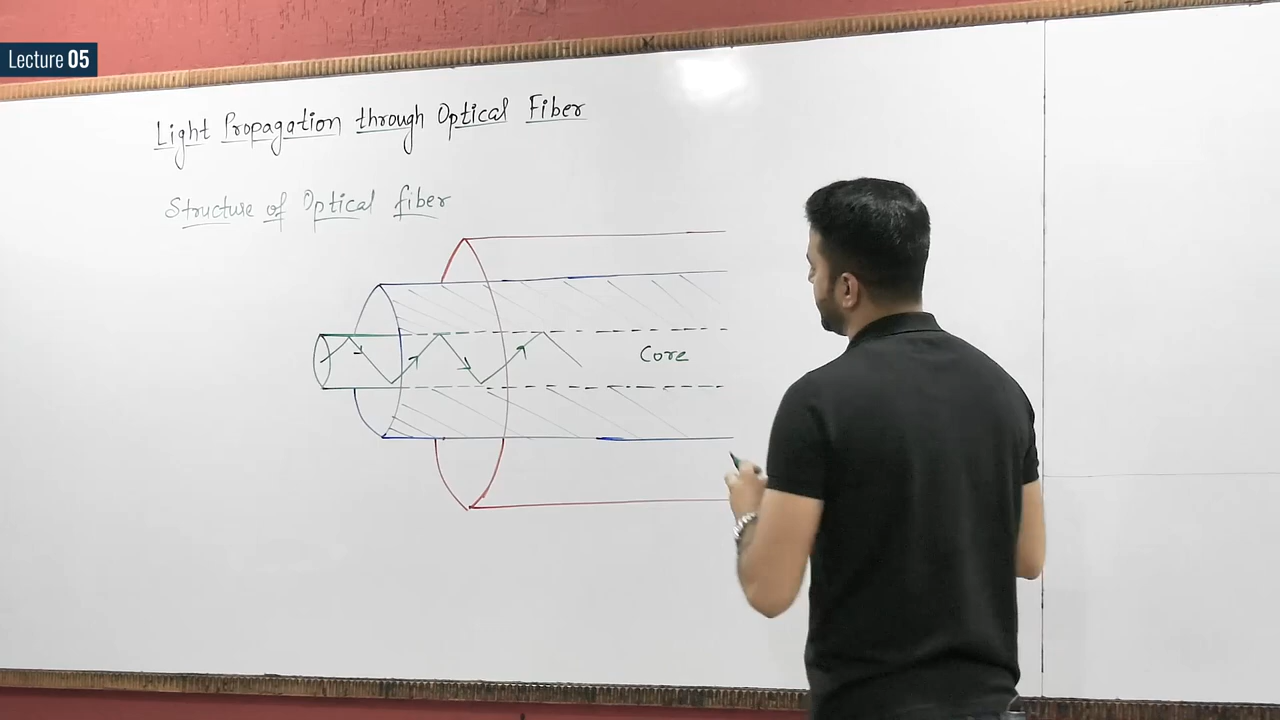 Lecture 05
Light Propagation through Optical Fiber
Structure of Optical fiber
Core